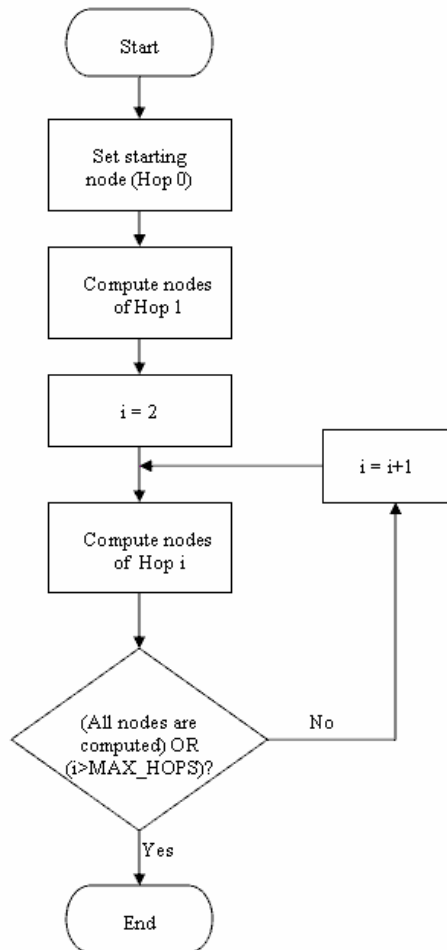 Start
Set starting
node (Hop 0)
Compute nodes
of Hop 1
i = 2
i = i+1
Compute nodes
of Hop i
(All nodes are
computed) OR
(i>MAX_HOPS)?
No
Yes
End